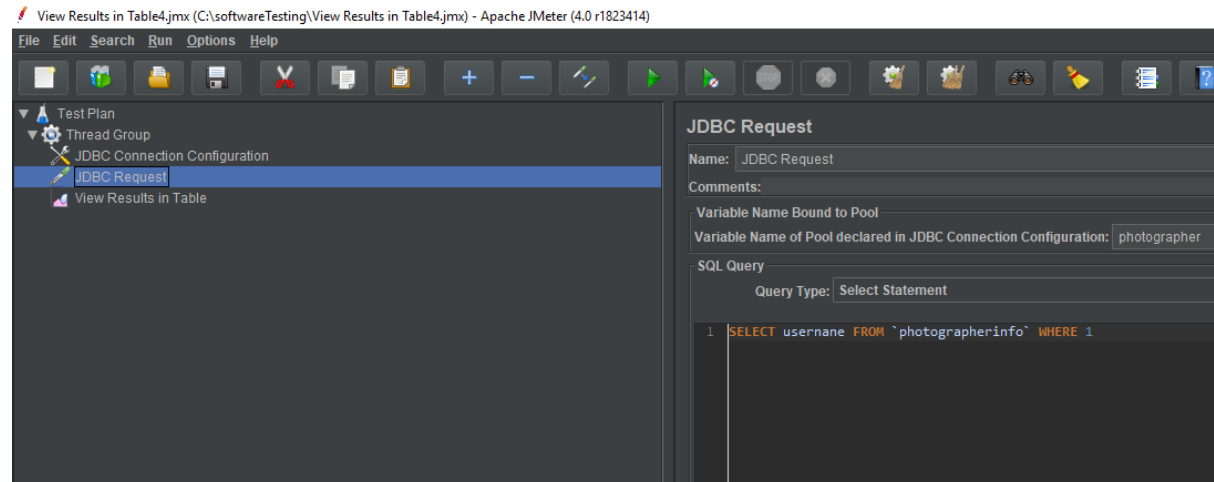 View Results in Table4.jmx (C:\softwareTesting\View Results in Table4.jmx) - Apache JMeter (4.0 r1823414)
File Edit Search Run Options Help
STOP
Test Plan
Thread Group
JDBC Connection Configuration
JDBC Request
View Results in Table
JDBC Request
Name: JDBC Request
Comments:
Variable Name Bound to Pool
Variable Name of Pool declared in JDBC Connection Configuration: photographer
SQL Query
Query Type: Select Statement
1 SELECT usernane FROM `photographerinfo` WHERE 1